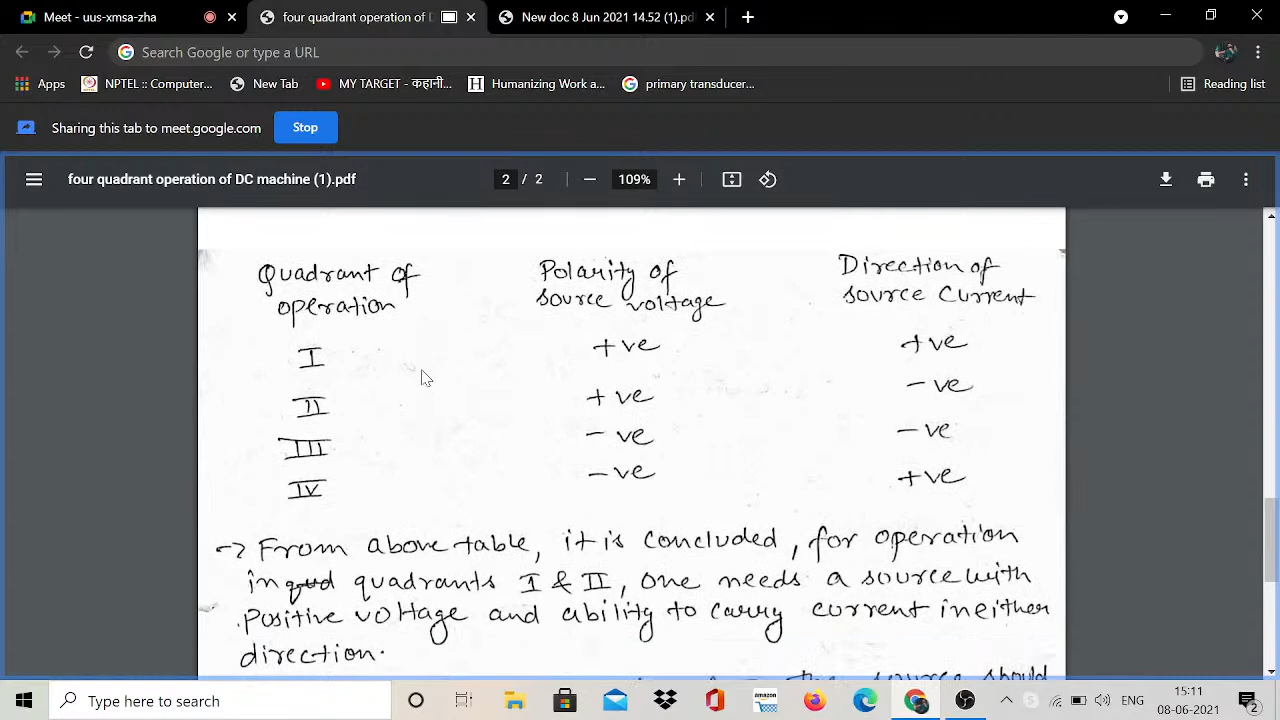 Meet - uus-xmsa-zha
four quadrant operation of D
New doc 8 Jun 2021 14.52 (1).pd
Search Google or type a URL
Apps
NPTEL :: Computer...
New Tab
MY TARGET - कहानी...
Humanizing Work a...
primary transducer...
Reading list
Sharing this tab to meet.google.com
Stop
four quadrant operation of DC machine (1).pdf
2 / 2
109%
Quadrant of operation
Polarity of source voltage
Direction of source Current
I +ve +ve
II +ve -ve
III -ve -ve
IV -ve +ve
→ From above table, it is concluded, for operation
in quadrants I & II, one needs a source with
Positive voltage and ability to carry current in either
direction.
the source should
Type here to search
amazon
ENG
15:11
08-06-2021
2